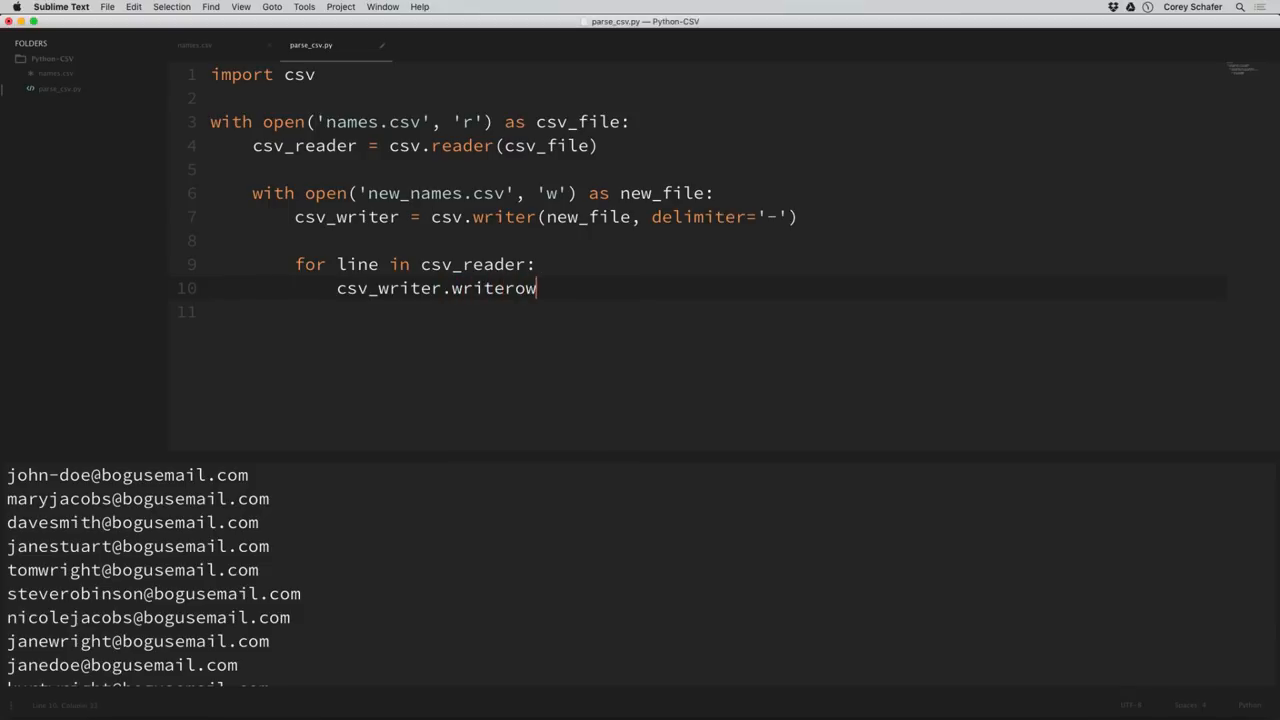 Sublime Text File Edit Selection Find View Goto Tools Project Window Help Corey Schafer
parse_csv.py — Python-CSV
FOLDERS
Python-CSV
names.csv
parse_csv.py
names.csv parse_csv.py
1 import csv
2
3 with open('names.csv', 'r') as csv_file:
4 csv_reader = csv.reader(csv_file)
5
6 with open('new_names.csv', 'w') as new_file:
7 csv_writer = csv.writer(new_file, delimiter='-')
8
9 for line in csv_reader:
10 csv_writer.writerow
11
john-doe@bogusemail.com
maryjacobs@bogusemail.com
davesmith@bogusemail.com
janestuart@bogusemail.com
tomwright@bogusemail.com
steverobinson@bogusemail.com
nicolejacobs@bogusemail.com
janewright@bogusemail.com
janedoe@bogusemail.com
Line 10, Column 32 UTF-8 Spaces: 4 Python